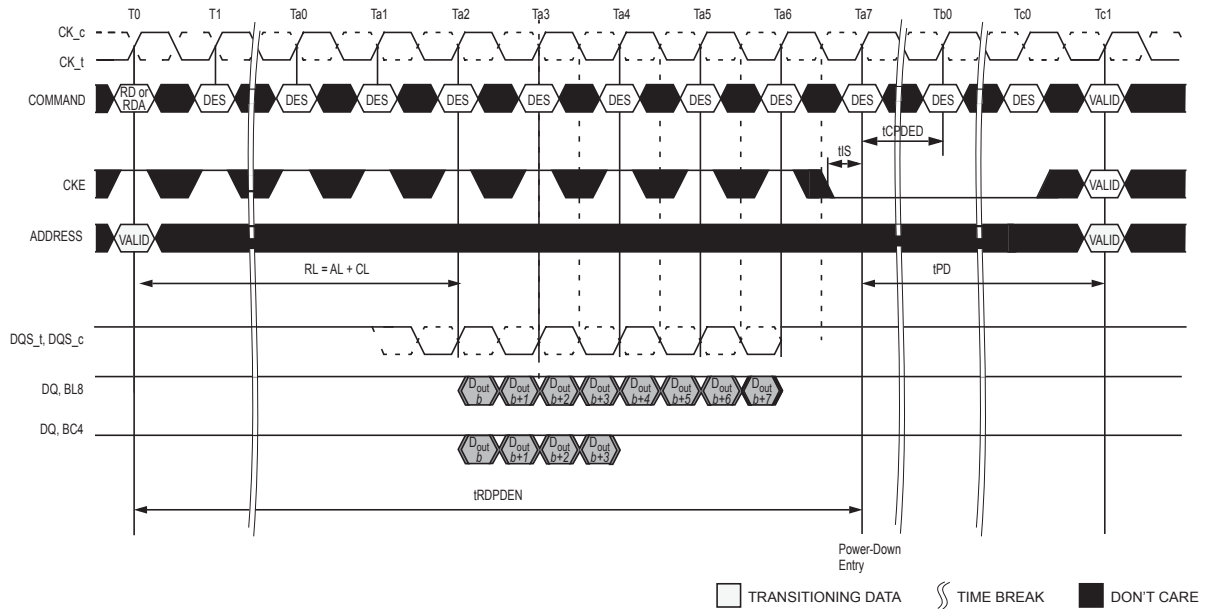 T0 T1 Ta0 Ta1 Ta2 Ta3 Ta4 Ta5 Ta6 Ta7 Tb0 Tc0 Tc1
CK_c
CK_t
COMMAND RD or RDA DES DES DES DES DES DES DES DES DES DES DES VALID
tCPDED
tIS
CKE VALID
ADDRESS VALID VALID
RL = AL + CL tPD
DQS_t, DQS_c
DQ, BL8 Dout b Dout b+1 Dout b+2 Dout b+3 Dout b+4 Dout b+5 Dout b+6 Dout b+7
DQ, BC4 Dout b Dout b+1 Dout b+2 Dout b+3
tRDPDEN
Power-Down
Entry
TRANSITIONING DATA TIME BREAK DON'T CARE